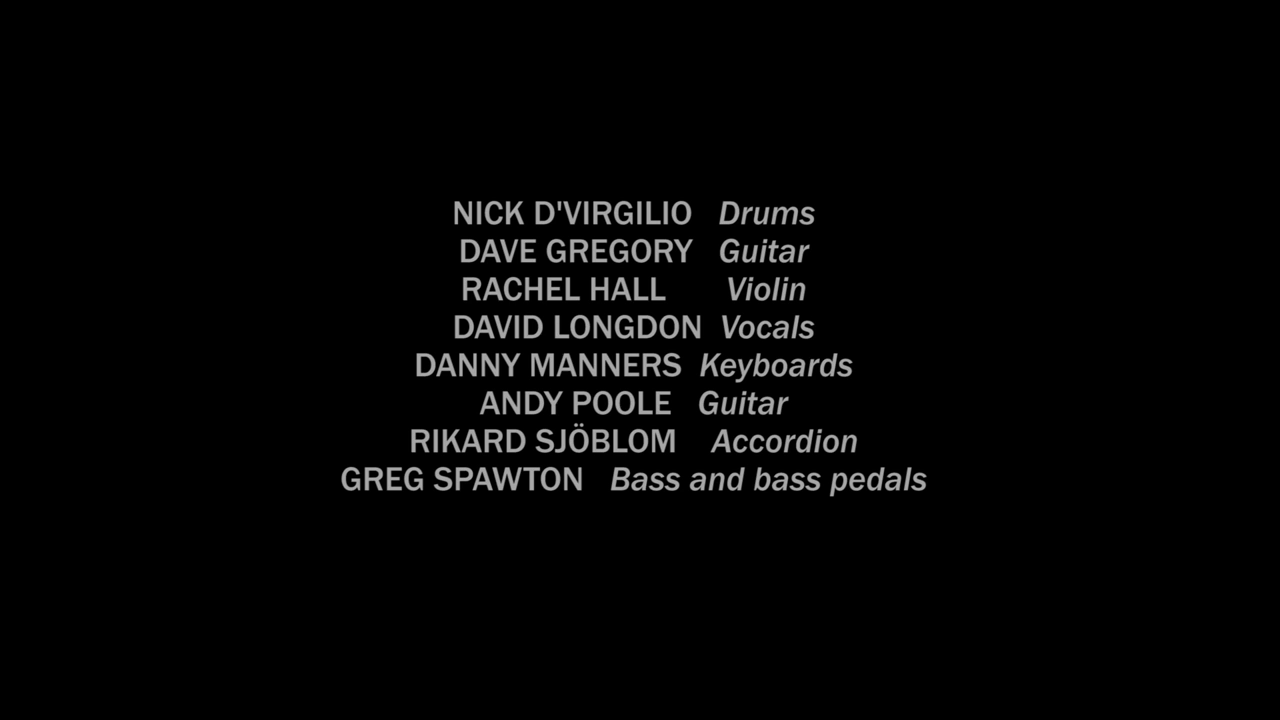 NICK D'VIRGILIO Drums
DAVE GREGORY Guitar
RACHEL HALL Violin
DAVID LONGDON Vocals
DANNY MANNERS Keyboards
ANDY POOLE Guitar
RIKARD SJÖBLOM Accordion
GREG SPAWTON Bass and bass pedals